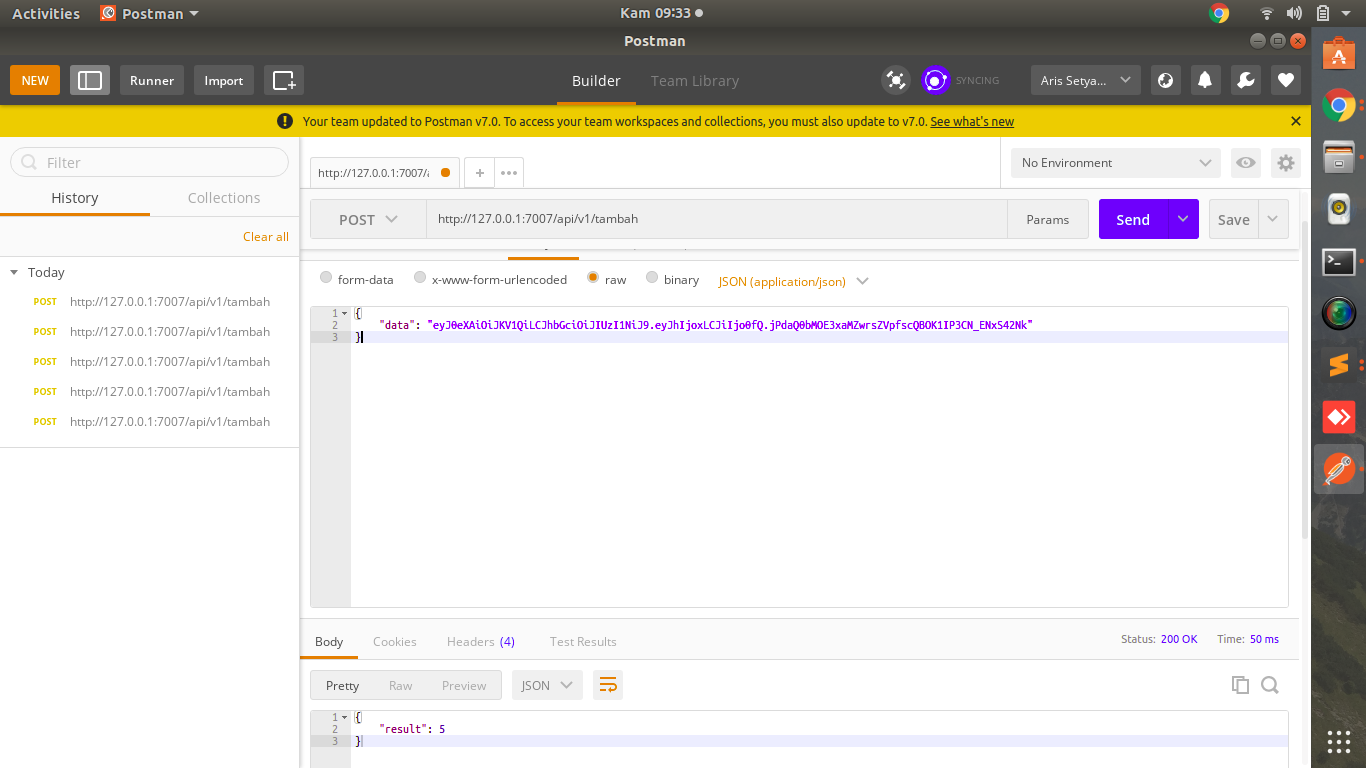 Activities Postman Kam 09:33
Postman
NEW Runner Import Builder Team Library SYNCING Aris Setya...
Your team updated to Postman v7.0. To access your team workspaces and collections, you must also update to v7.0. See what's new
Filter
History Collections
Clear all
Today
POST http://127.0.0.1:7007/api/v1/tambah
POST http://127.0.0.1:7007/api/v1/tambah
POST http://127.0.0.1:7007/api/v1/tambah
POST http://127.0.0.1:7007/api/v1/tambah
POST http://127.0.0.1:7007/api/v1/tambah
http://127.0.0.1:7007/a
No Environment
POST http://127.0.0.1:7007/api/v1/tambah Params Send Save
form-data x-www-form-urlencoded raw binary JSON (application/json)
1 {
2 "data": "eyJ0eXAiOiJKV1QiLCJhbGciOiJIUzI1NiJ9.eyJhIjoxLCJiIjo0fQ.jPdaQ0bMOE3xaMZwrsZVpfscQBOK1IP3CN_ENxS42Nk"
3 }
Body Cookies Headers (4) Test Results Status: 200 OK Time: 50 ms
Pretty Raw Preview JSON
1 {
2 "result": 5
3 }